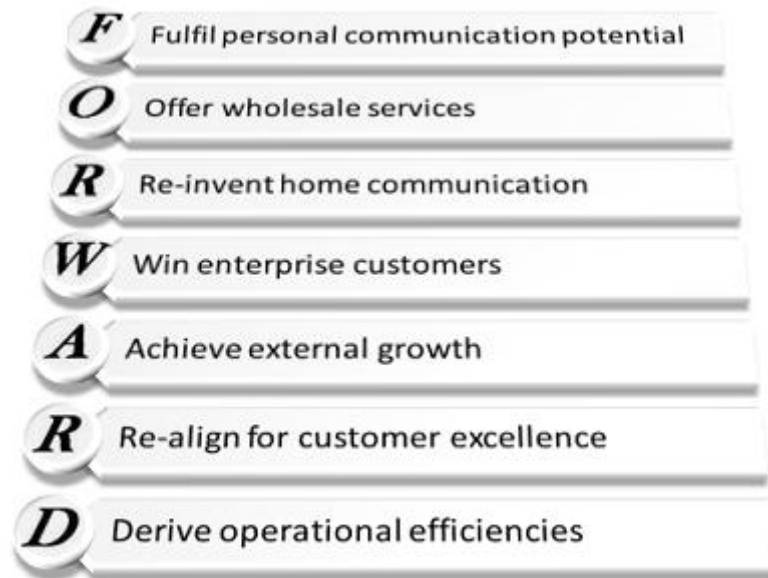 F Fulfil personal communication potential
O Offer wholesale services
R Re-invent home communication
W Win enterprise customers
A Achieve external growth
R Re-align for customer excellence
D Derive operational efficiencies